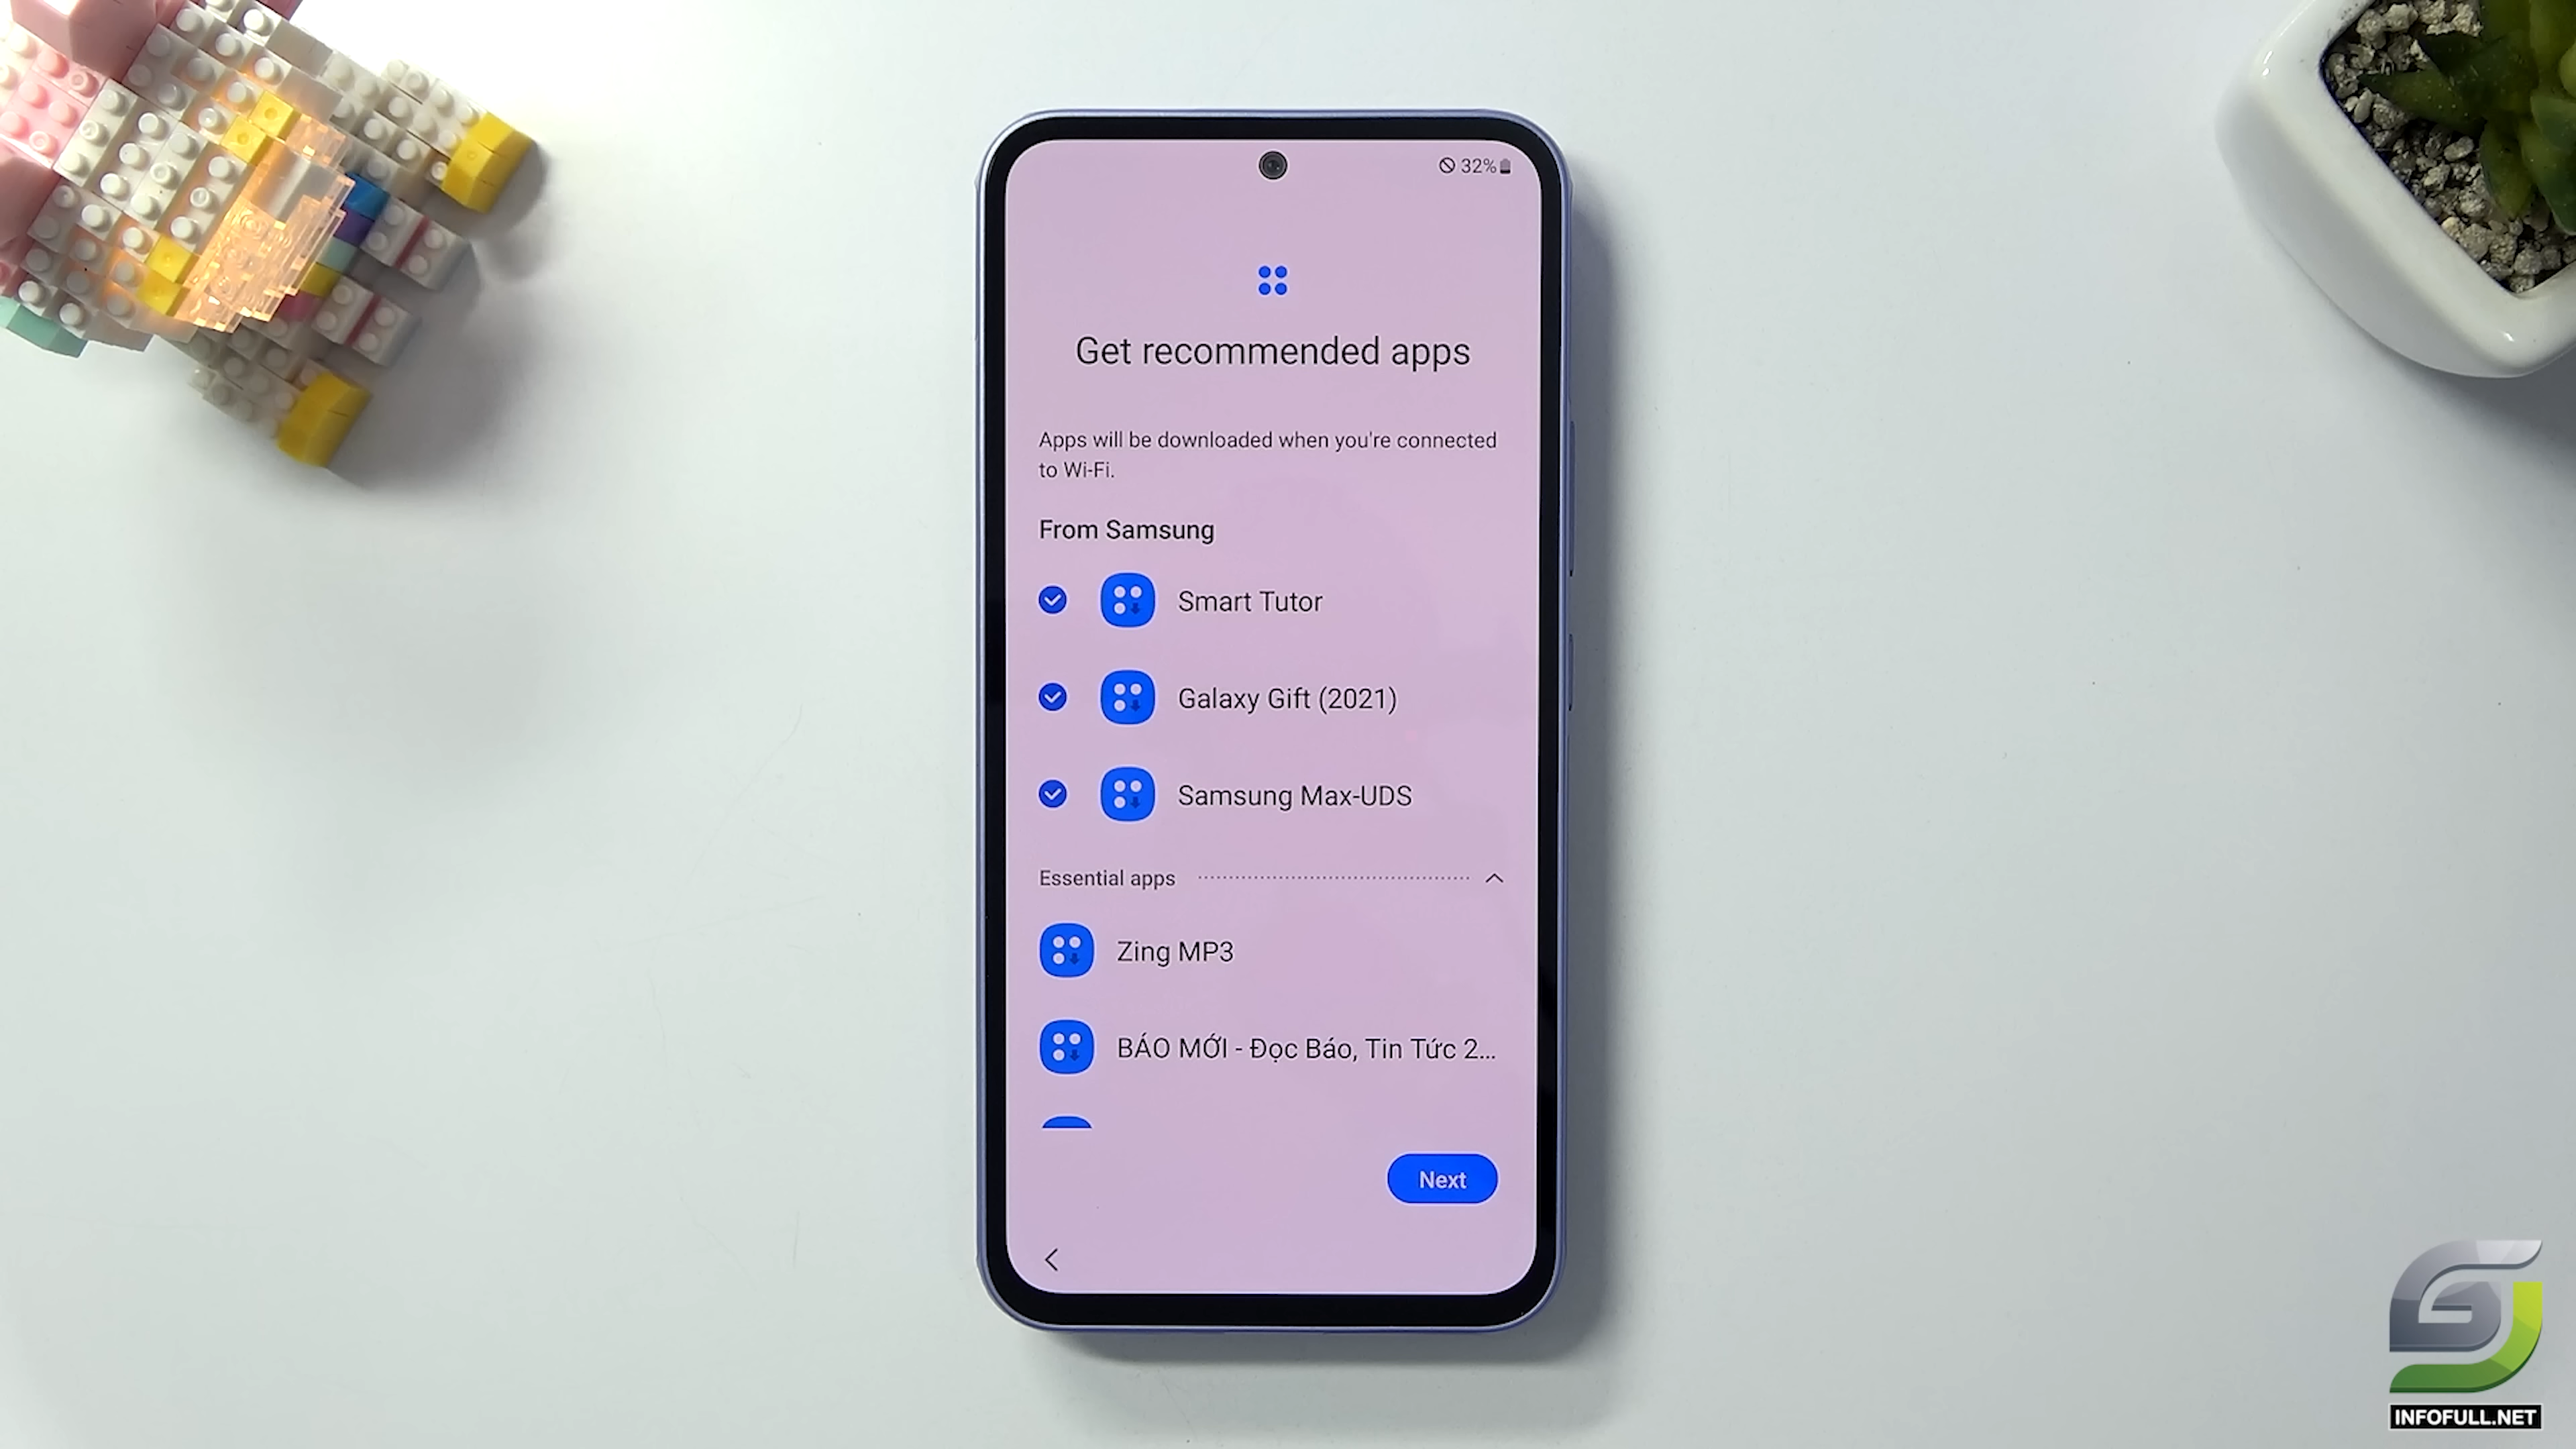 32%
Get recommended apps
Apps will be downloaded when you're connected
to Wi-Fi.
From Samsung
Smart Tutor
Galaxy Gift (2021)
Samsung Max-UDS
Essential apps
Zing MP3
BÁO MỚI - Đọc Báo, Tin Tức 2...
Next
INFOFULL.NET